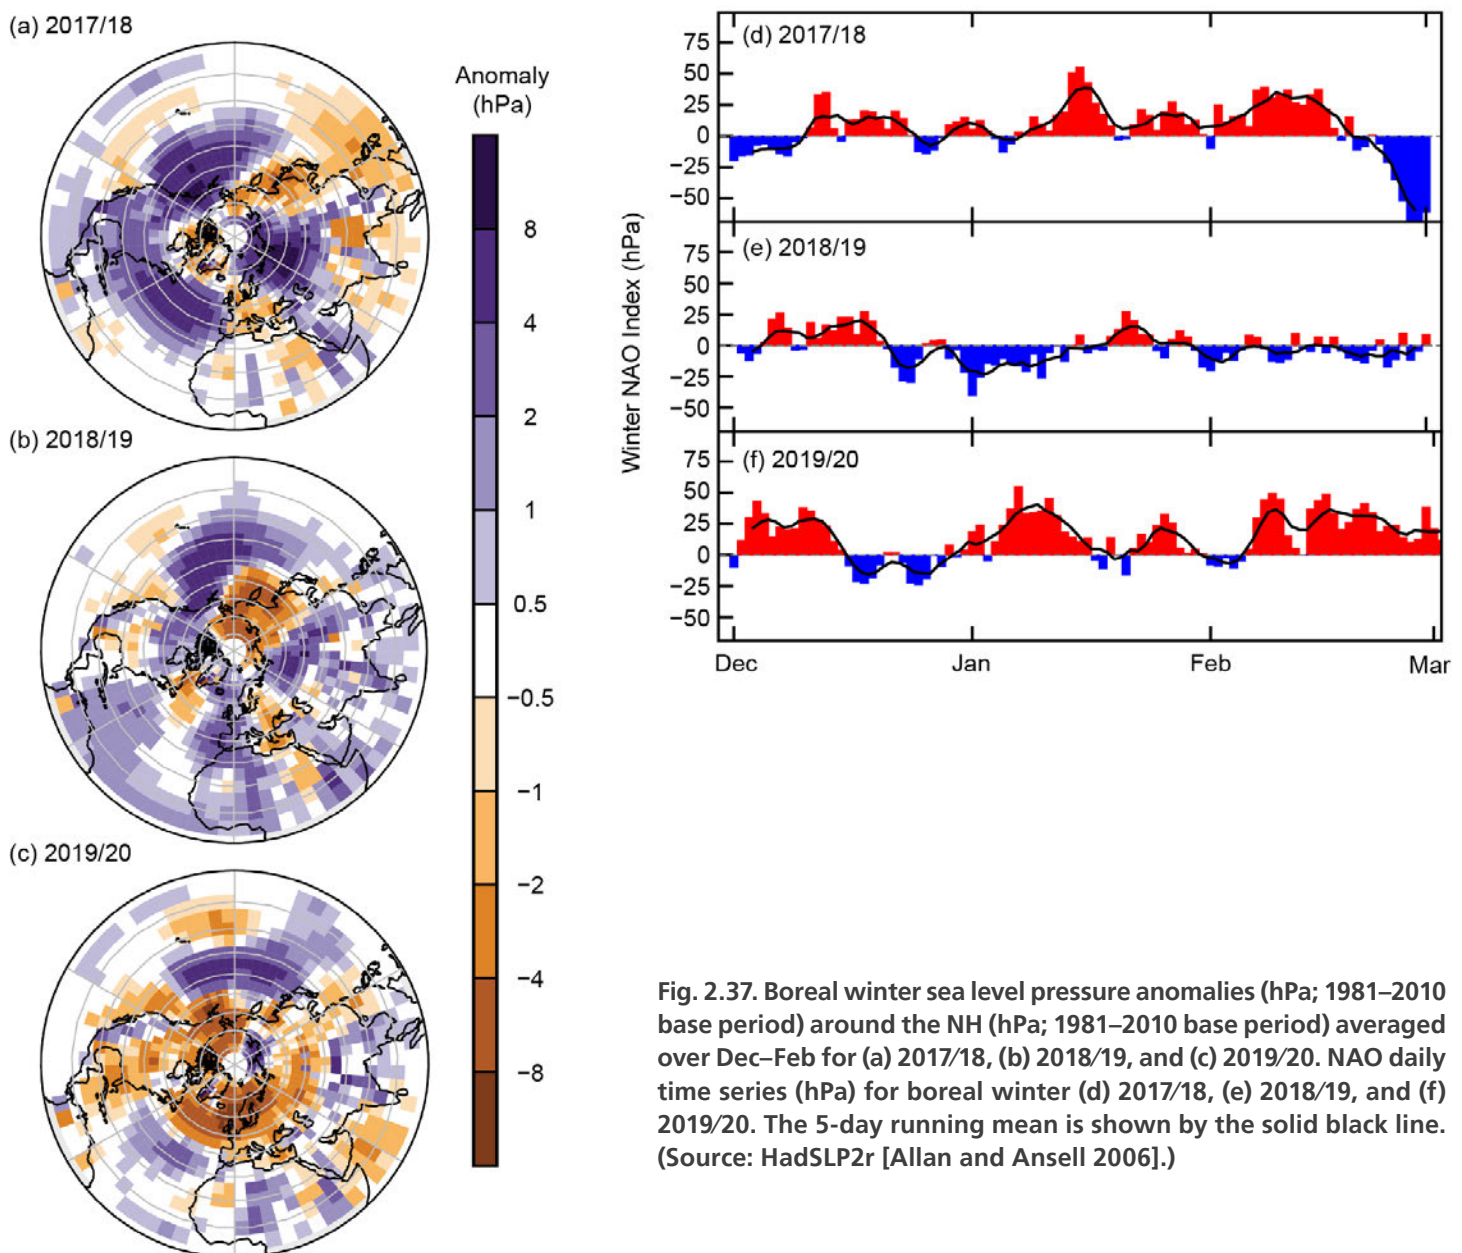 (a) 2017/18
Anomaly
(hPa)
8
4
2
1
0.5
−0.5
−1
−2
−4
−8
(b) 2018/19
(c) 2019/20
Winter NAO Index (hPa)
(d) 2017/18
75
50
25
0
−25
−50
(e) 2018/19
75
50
25
0
−25
−50
(f) 2019/20
75
50
25
0
−25
−50
Dec Jan Feb Mar
Fig. 2.37. Boreal winter sea level pressure anomalies (hPa; 1981–2010
base period) around the NH (hPa; 1981–2010 base period) averaged
over Dec–Feb for (a) 2017/18, (b) 2018/19, and (c) 2019/20. NAO daily
time series (hPa) for boreal winter (d) 2017/18, (e) 2018/19, and (f)
2019/20. The 5-day running mean is shown by the solid black line.
(Source: HadSLP2r [Allan and Ansell 2006].)